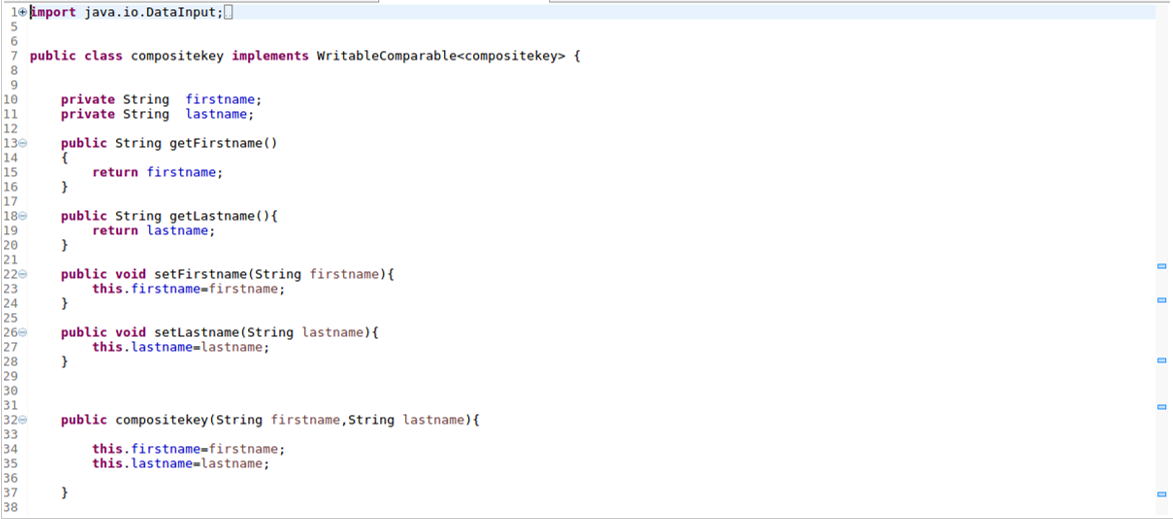 1 import java.io.DataInput;
5
6
7 public class compositekey implements WritableComparable<compositekey> {
8
9
10     private String  firstname;
11     private String  lastname;
12
13     public String getFirstname()
14     {
15         return firstname;
16     }
17
18     public String getLastname(){
19         return lastname;
20     }
21
22     public void setFirstname(String firstname){
23         this.firstname=firstname;
24     }
25
26     public void setLastname(String lastname){
27         this.lastname=lastname;
28     }
29
30
31
32     public compositekey(String firstname,String lastname){
33
34         this.firstname=firstname;
35         this.lastname=lastname;
36
37     }
38